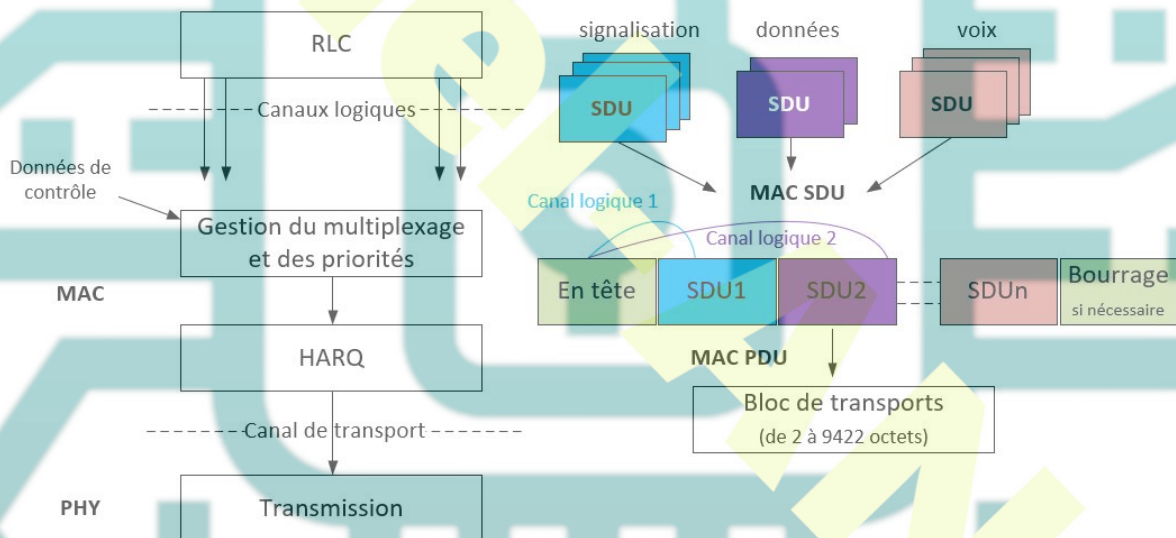 RLC
Canaux logiques
Données de
contrôle
Gestion du multiplexage
et des priorités
MAC
HARQ
Canal de transport
PHY
Transmission
signalisation
données
voix
SDU
SDU
SDU
MAC SDU
Canal logique 1
Canal logique 2
En tête
SDU1
SDU2
SDUn
Bourrage
si nécessaire
MAC PDU
Bloc de transports
(de 2 à 9422 octets)